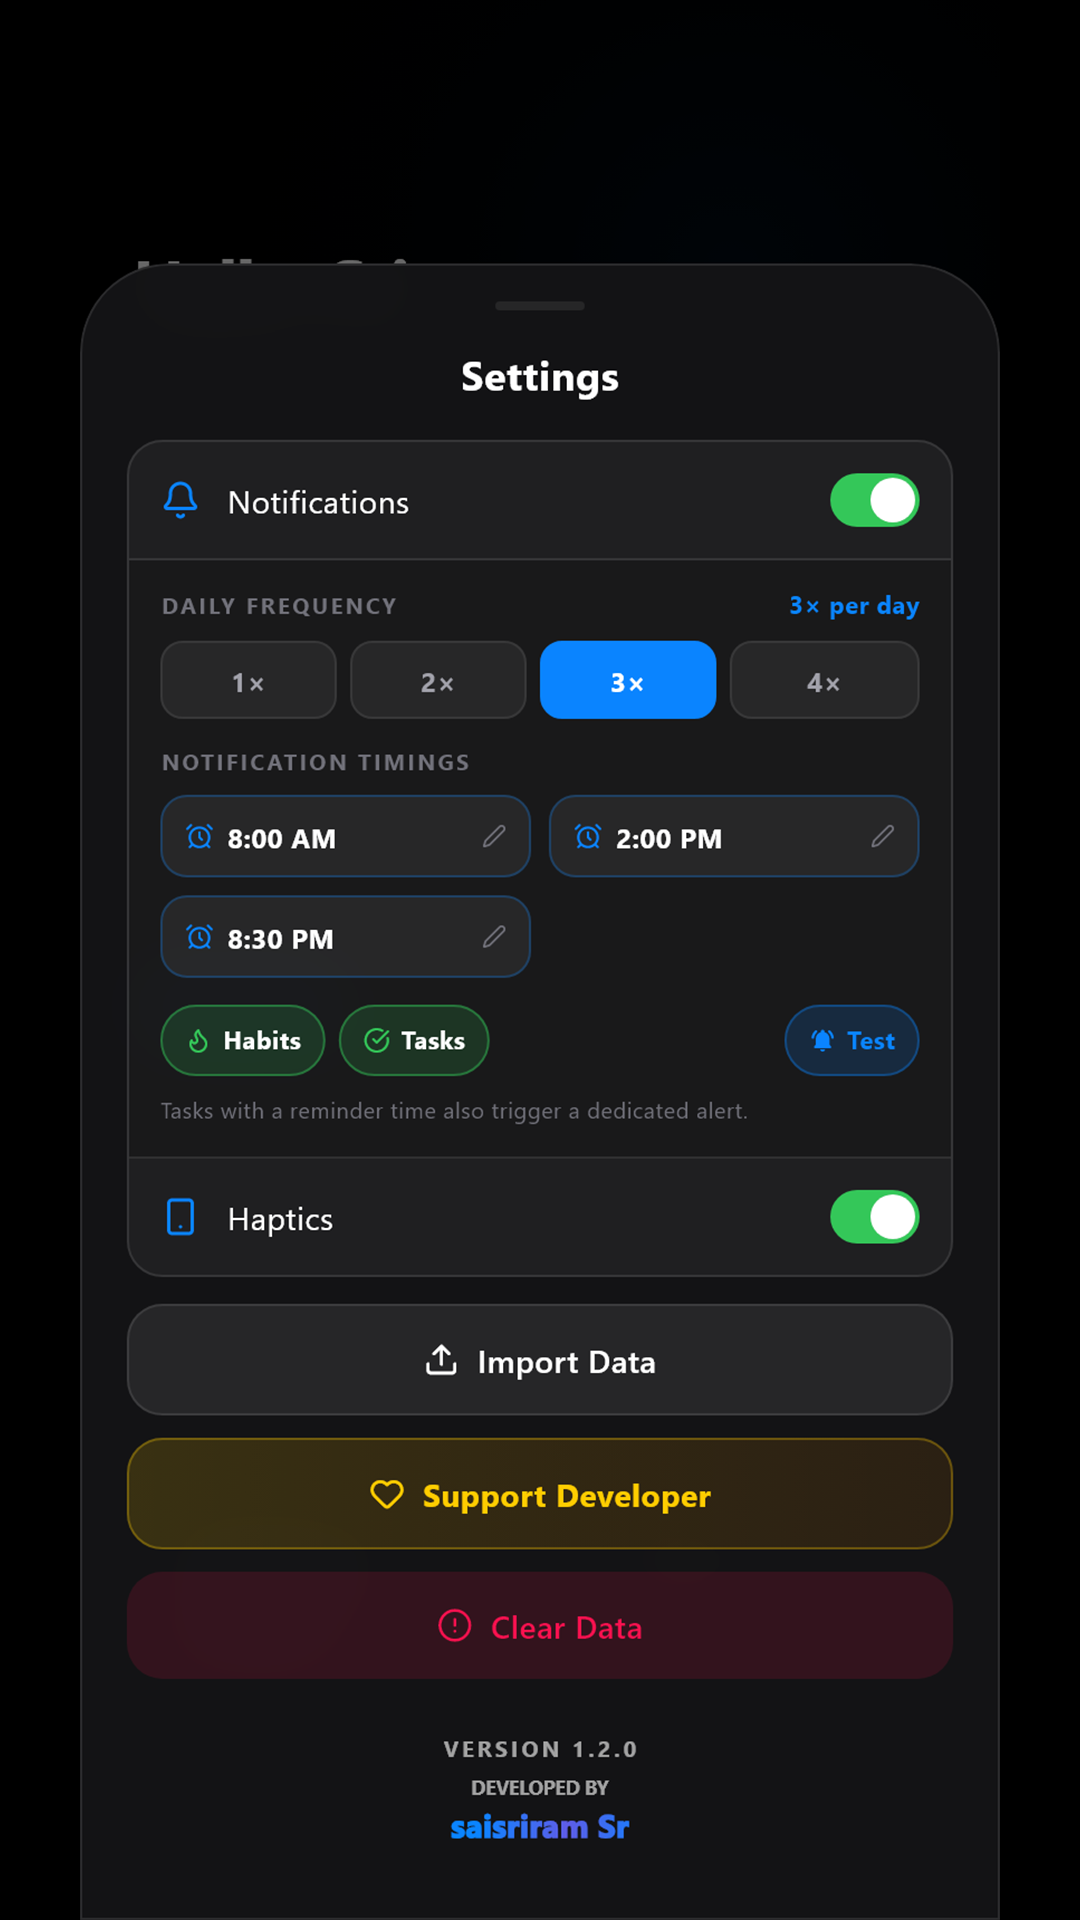 Settings
Notifications
DAILY FREQUENCY 3× per day
1× 2× 3× 4×
NOTIFICATION TIMINGS
8:00 AM 2:00 PM
8:30 PM
Habits Tasks Test
Tasks with a reminder time also trigger a dedicated alert.
Haptics
Import Data
Support Developer
Clear Data
VERSION 1.2.0
DEVELOPED BY
saisriram Sr